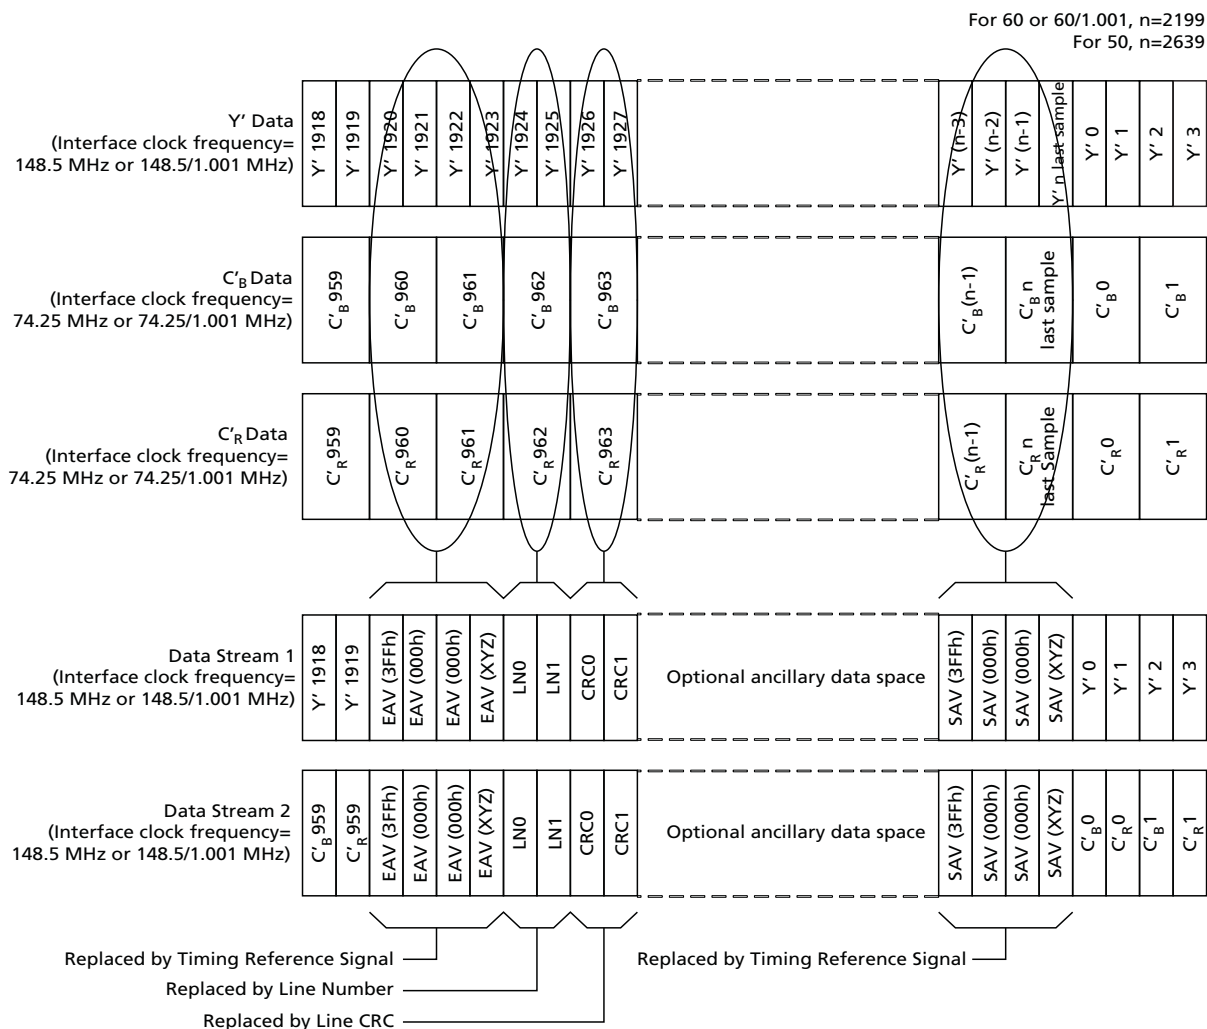 For 60 or 60/1.001, n=2199
For 50, n=2639
Y' Data
(Interface clock frequency=
148.5 MHz or 148.5/1.001 MHz)
Y' 1918
Y' 1919
Y' 1920
Y' 1921
Y' 1922
Y' 1923
Y' 1924
Y' 1925
Y' 1926
Y' 1927
Y' (n-3)
Y' (n-2)
Y' (n-1)
Y' n last sample
Y' 0
Y' 1
Y' 2
Y' 3
C'B Data
(Interface clock frequency=
74.25 MHz or 74.25/1.001 MHz)
C'B 959
C'B 960
C'B 961
C'B 962
C'B 963
C'B (n-1)
C'B n
last sample
C'B 0
C'B 1
C'R Data
(Interface clock frequency=
74.25 MHz or 74.25/1.001 MHz)
C'R 959
C'R 960
C'R 961
C'R 962
C'R 963
C'R (n-1)
C'R n
last Sample
C'R 0
C'R 1
Data Stream 1
(Interface clock frequency=
148.5 MHz or 148.5/1.001 MHz)
Y' 1918
Y' 1919
EAV (3FFh)
EAV (000h)
EAV (000h)
EAV (XYZ)
LN0
LN1
CRC0
CRC1
Optional ancillary data space
SAV (3FFh)
SAV (000h)
SAV (000h)
SAV (XYZ)
Y' 0
Y' 1
Y' 2
Y' 3
Data Stream 2
(Interface clock frequency=
148.5 MHz or 148.5/1.001 MHz)
C'B 959
C'R 959
EAV (3FFh)
EAV (000h)
EAV (000h)
EAV (XYZ)
LN0
LN1
CRC0
CRC1
Optional ancillary data space
SAV (3FFh)
SAV (000h)
SAV (000h)
SAV (XYZ)
C'B 0
C'R 0
C'B 1
C'R 1
Replaced by Timing Reference Signal
Replaced by Timing Reference Signal
Replaced by Line Number
Replaced by Line CRC